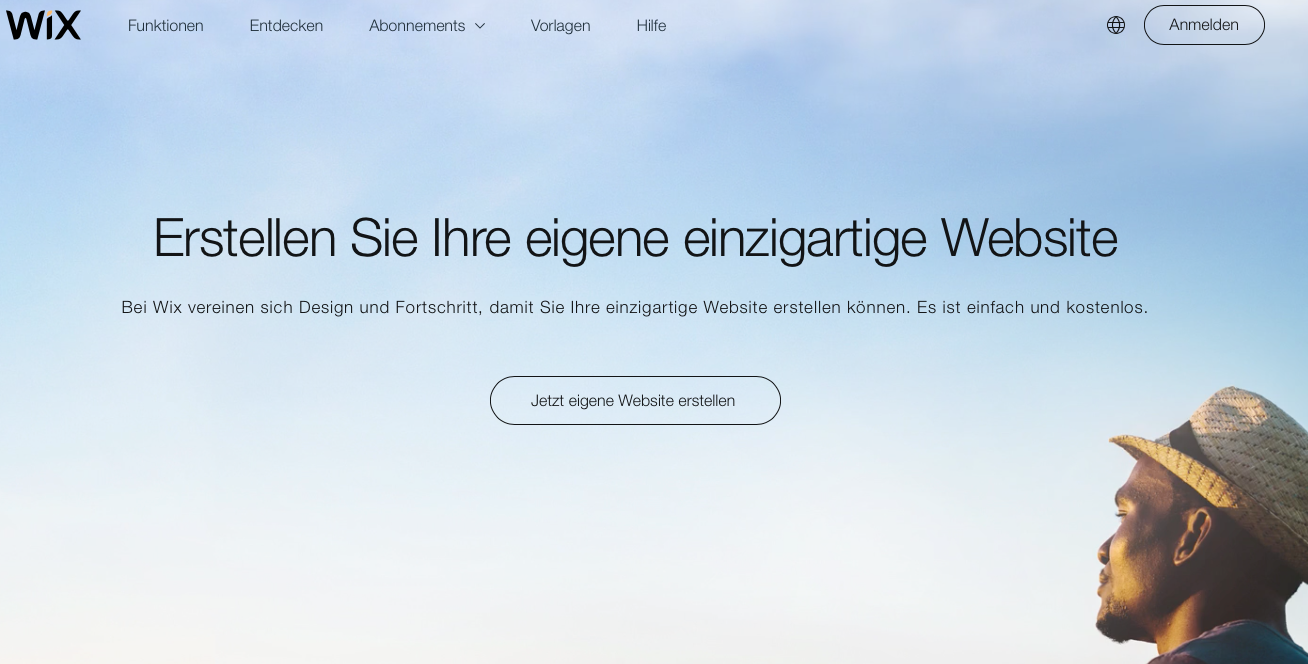 WiX
Funktionen
Entdecken
Abonnements
Vorlagen
Hilfe
Anmelden
Erstellen Sie Ihre eigene einzigartige Website
Bei Wix vereinen sich Design und Fortschritt, damit Sie Ihre einzigartige Website erstellen können. Es ist einfach und kostenlos.
Jetzt eigene Website erstellen